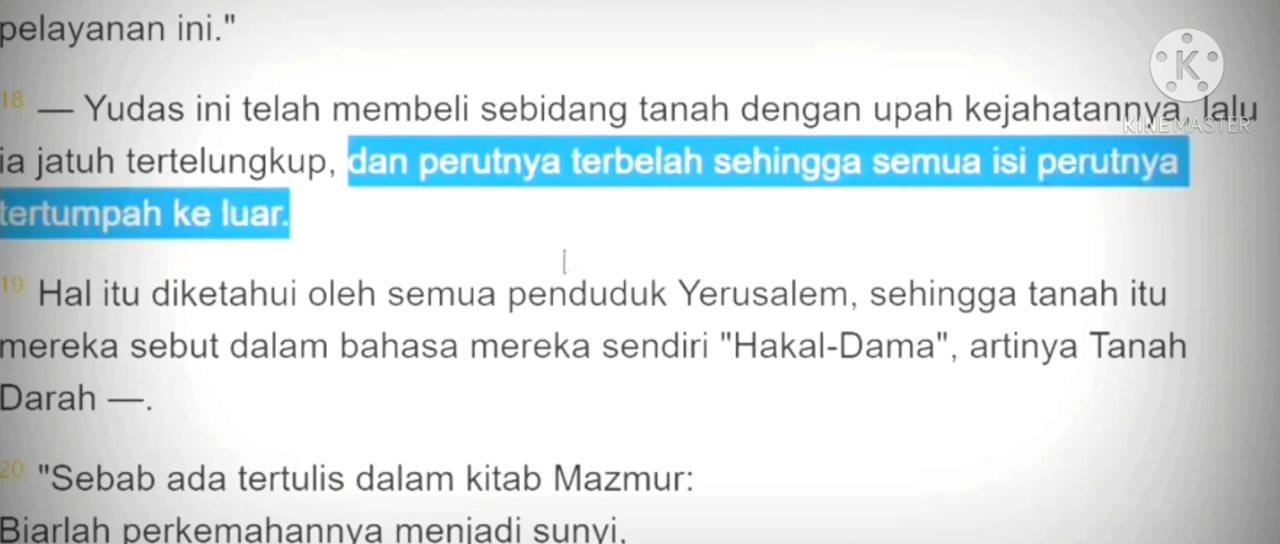 pelayanan ini."
18 — Yudas ini telah membeli sebidang tanah dengan upah kejahatannya, lalu
ia jatuh tertelungkup, dan perutnya terbelah sehingga semua isi perutnya
tertumpah ke luar.
19 Hal itu diketahui oleh semua penduduk Yerusalem, sehingga tanah itu
mereka sebut dalam bahasa mereka sendiri "Hakal-Dama", artinya Tanah
Darah —.
20 "Sebab ada tertulis dalam kitab Mazmur:
Biarlah perkemahannya menjadi sunyi,
K
KINEMASTER